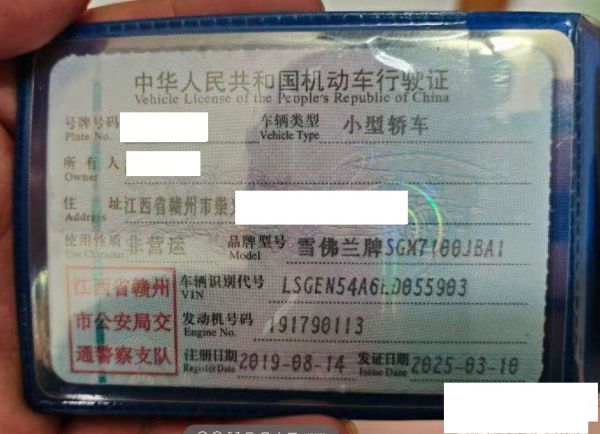 中华人民共和国机动车行驶证
Vehicle License of the People's Republic of China
号牌号码
Plate No.
车辆类型 小型轿车
Vehicle Type
所有人
Owner
住 址 江西省赣州市崇
Address
使用性质 非营运
Use Character
品牌型号 雪佛兰牌SGM7100JBA1
Model
江西省赣州
市公安局交
通警察支队
车辆识别代号
VIN
发动机号码 191790113
Engine No.
注册日期 2019-08-14
Register Date
发证日期 2025-03-10
Issue Date